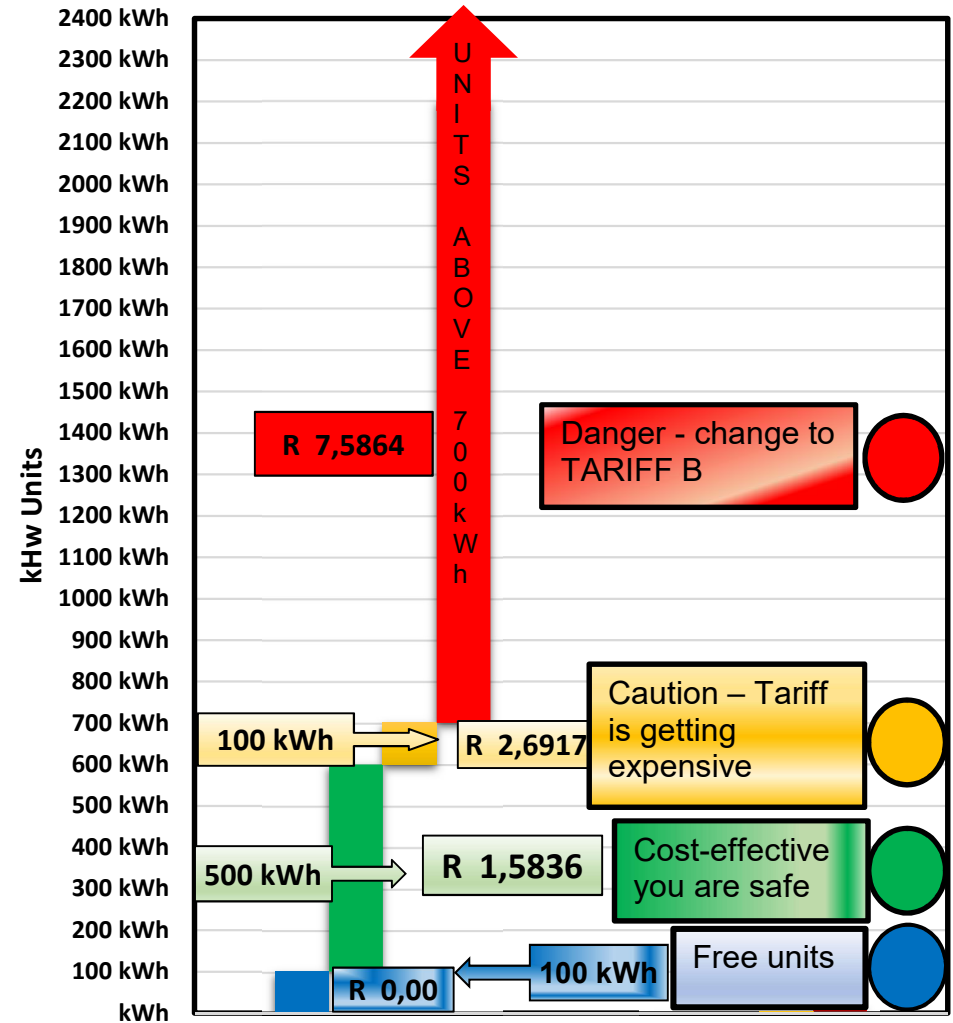 2400 kWh
2300 kWh
2200 kWh
2100 kWh
2000 kWh
1900 kWh
1800 kWh
1700 kWh
1600 kWh
1500 kWh
1400 kWh
1300 kWh
1200 kWh
1100 kWh
1000 kWh
900 kWh
800 kWh
700 kWh
600 kWh
500 kWh
400 kWh
300 kWh
200 kWh
100 kWh
kWh
kHw Units
UNITS ABOVE 700kWh
R 7,5864
Danger - change to
TARIFF B
Caution – Tariff
is getting
expensive
100 kWh
R 2,6917
Cost-effective
you are safe
500 kWh
R 1,5836
Free units
100 kWh
R 0,00